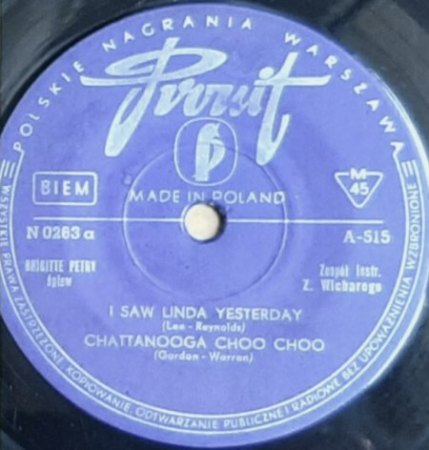 POLSKIE NAGRANIA WARSZAWA
Pronit
P
BIEM
M
45
MADE IN POLAND
N 0263 a
A-515
BRIGITTE PETRY
śpiew
Zespół Instr.
Z. Wicharego
I SAW LINDA YESTERDAY
(Lee - Reynolds)
CHATTANOOGA CHOO CHOO
(Gordon - Warren)
WSZYSTKIE PRAWA ZASTRZEŻONE. KOPIOWANIE, ODTWARZANIE PUBLICZNE I RADIOWE BEZ UPOWAŻNIENIA WZBRONIONE